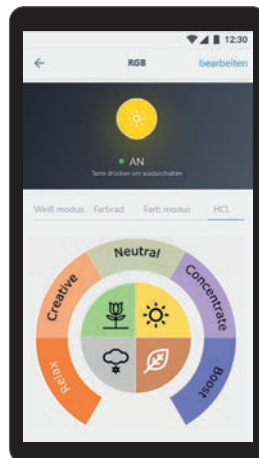 12:30
RGB
bearbeiten
AN
Taste drücken um auszuschalten
Weiß modus
Farbrad
Farb modus
HCL
Neutral
Creative
Concentrate
Relax
Boost